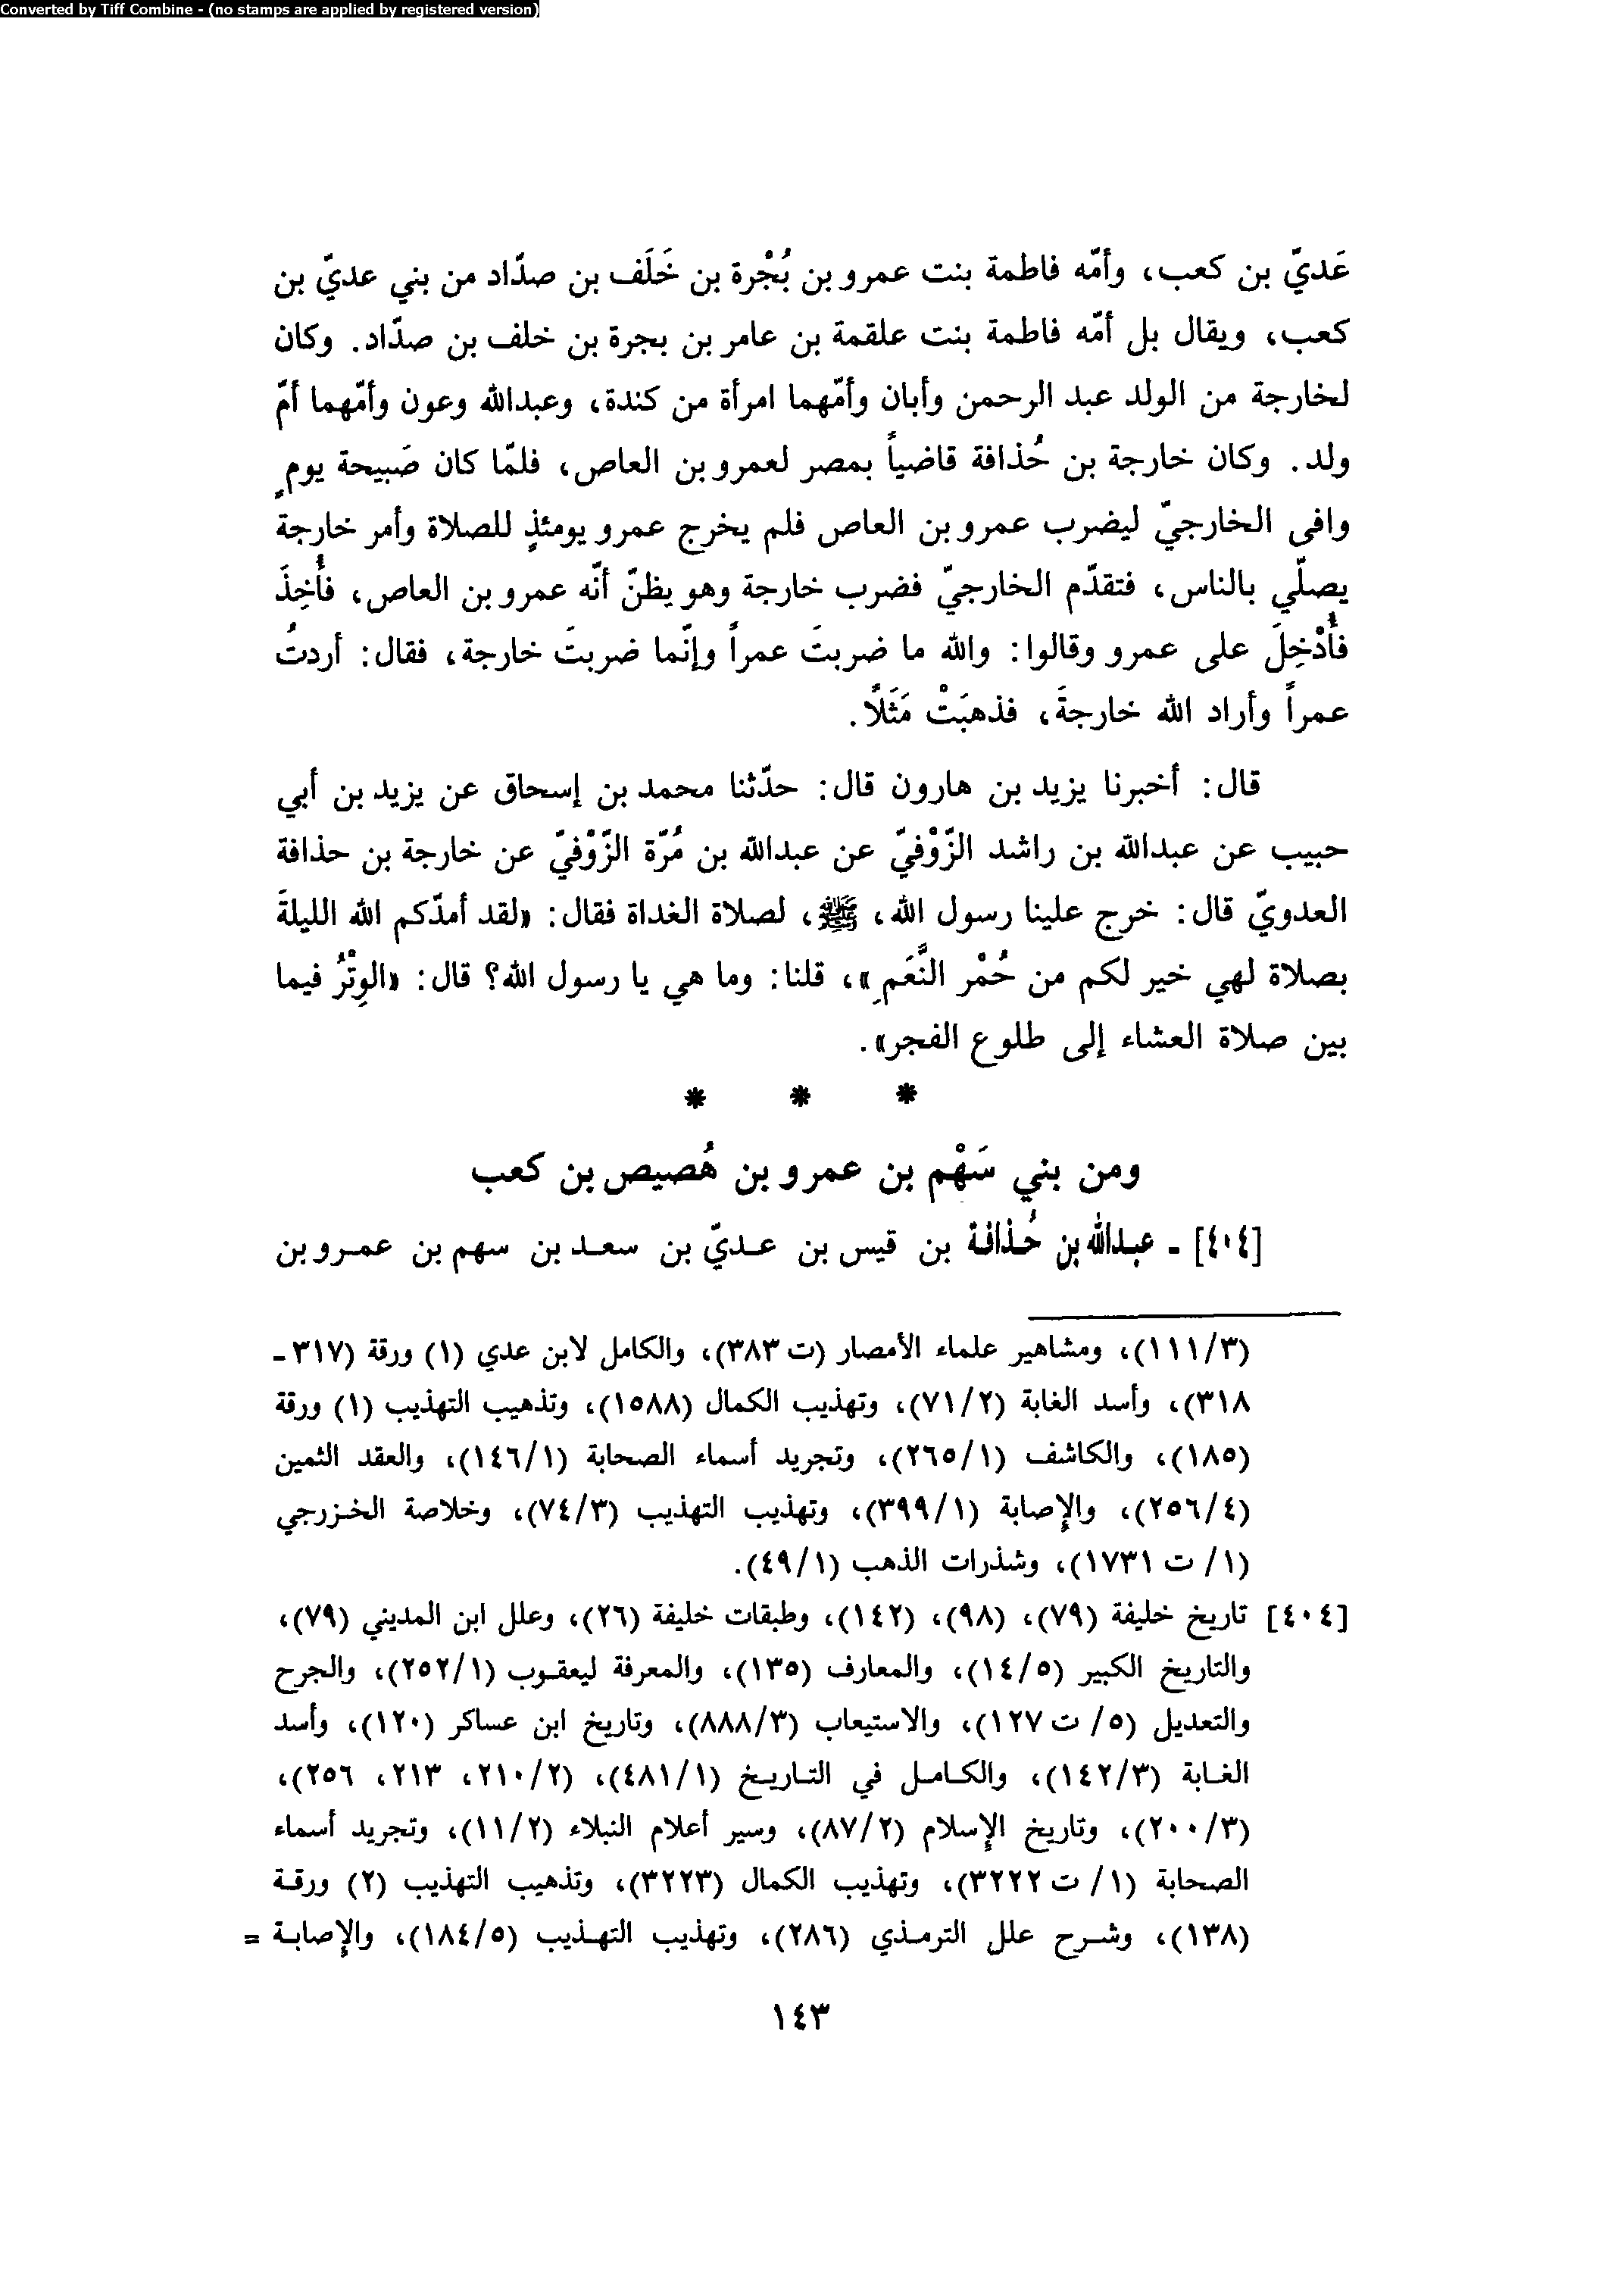 Converted by Tiff Combine - (no stamps are applied by registered version)
عَديّ بن كعب، وأمّه فاطمة بنت عمرو بن بُجْرة بن خَلَف بن صدّاد من بني عديّ بن
كعب، ويقال بل أمّه فاطمة بنت علقمة بن عامر بن بجرة بن خلف بن صدّاد. وكان
لخارجة من الولد عبد الرحمن وأبان وأمّهما امرأة من كندة، وعبدالله وعون وأمّهما أمّ
ولد. وكان خارجة بن حُذافة قاضياً بمصر لعمرو بن العاص، فلمّا كان صَبيحة يومٍ
وافى الخارجيّ ليضرب عمرو بن العاص فلم يخرج عمرو يومئذٍ للصلاة وأمر خارجة
يصلّي بالناس، فتقدّم الخارجيّ فضرب خارجة وهو يظنّ أنّه عمرو بن العاص، فأُخِذَ
فأُدْخِلَ على عمرو وقالوا: والله ما ضربتَ عمراً وإنّما ضربتَ خارجة، فقال: أردتُ
عمراً وأراد الله خارجةَ، فذهبَتْ مَثَلًا.
قال: أخبرنا يزيد بن هارون قال: حدّثنا محمد بن إسحاق عن يزيد بن أبي
حبيب عن عبدالله بن راشد الزَّوْفيّ عن عبدالله بن مُرّة الزَّوْفيّ عن خارجة بن حذافة
العدويّ قال: خرج علينا رسول الله، ﷺ، لصلاة الغداة فقال: «لقد أمدّكم الله الليلةَ
بصلاة لهي خير لكم من حُمْر النَّعَمِ»، قلنا: وما هي يا رسول الله؟ قال: «الوِتْرُ فيما
بين صلاة العشاء إلى طلوع الفجر».
* * *
ومن بني سَهْم بن عمرو بن هُصيص بن كعب
[٤٠٤] - عبدالله بن حُذافة بن قيس بن عديّ بن سعد بن سهم بن عمرو بن
(١١١/٣)، ومشاهير علماء الأمصار (ت ٣٨٣)، والكامل لابن عدي (١) ورقة (٣١٧ -
٣١٨)، وأسد الغابة (٧١/٢)، وتهذيب الكمال (١٥٨٨)، وتذهيب التهذيب (١) ورقة
(١٨٥)، والكاشف (٢٦٥/١)، وتجريد أسماء الصحابة (١٤٦/١)، والعقد الثمين
(٢٥٦/٤)، والإصابة (٣٩٩/١)، وتهذيب التهذيب (٧٤/٣)، وخلاصة الخزرجي
(١/ ت ١٧٣١)، وشذرات الذهب (٤٩/١).
[٤٠٤] تاريخ خليفة (٧٩)، (٩٨)، (١٤٢)، وطبقات خليفة (٢٦)، وعلل ابن المديني (٧٩)،
والتاريخ الكبير (١٤/٥)، والمعارف (١٣٥)، والمعرفة ليعقوب (٢٥٢/١)، والجرح
والتعديل (٥/ ت ١٢٧)، والاستيعاب (٨٨٨/٣)، وتاريخ ابن عساكر (١٢٠)، وأسد
الغابة (١٤٢/٣)، والكامل في التاريخ (٤٨١/١)، (٢١٠/٢، ٢١٣، ٢٥٦)،
(٢٠٠/٣)، وتاريخ الإسلام (٨٧/٢)، وسير أعلام النبلاء (١١/٢)، وتجريد أسماء
الصحابة (١/ ت ٣٢٢٢)، وتهذيب الكمال (٣٢٢٣)، وتذهيب التهذيب (٢) ورقة
(١٣٨)، وشرح علل الترمذي (٢٨٦)، وتهذيب التهذيب (١٨٤/٥)، والإصابة =
١٤٣